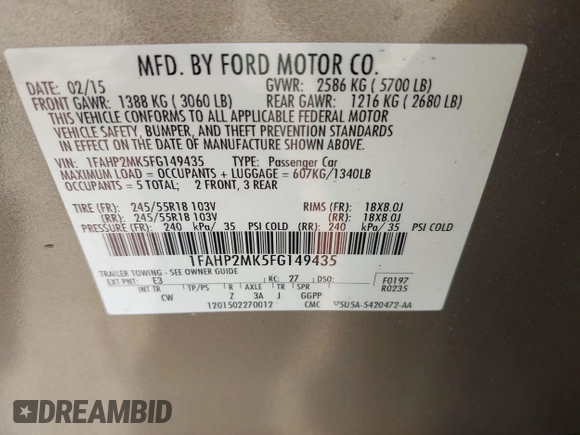 MFD. BY FORD MOTOR CO.
DATE: 02/15 GVWR: 2586 KG ( 5700 LB)
FRONT GAWR: 1388 KG ( 3060 LB) REAR GAWR: 1216 KG ( 2680 LB)
THIS VEHICLE CONFORMS TO ALL APPLICABLE FEDERAL MOTOR
VEHICLE SAFETY, BUMPER, AND THEFT PREVENTION STANDARDS
IN EFFECT ON THE DATE OF MANUFACTURE SHOWN ABOVE.
VIN: 1FAHP2MK5FG149435 TYPE: Passenger Car
MAXIMUM LOAD = OCCUPANTS + LUGGAGE = 607KG/1340LB
OCCUPANTS = 5 TOTAL; 2 FRONT, 3 REAR
TIRE (FR): 245/55R18 103V RIMS (FR): 18X8.0J
(RR): 245/55R18 103V (RR): 18X8.0J
PRESSURE (FR): 240 kPa/ 35 PSI COLD (RR): 240 kPa/ 35 PSI COLD
1FAHP2MK5FG149435
TRAILER TOWING - SEE OWNER GUIDE
EXT PNT: E3 RC: 27 DSO: F0197
INT TR TP/PS R AXLE TR SPR R0235
CW Z 3A J GGPP
1201502270012 CMC 5U5A-5420472-AA
DREAMBID